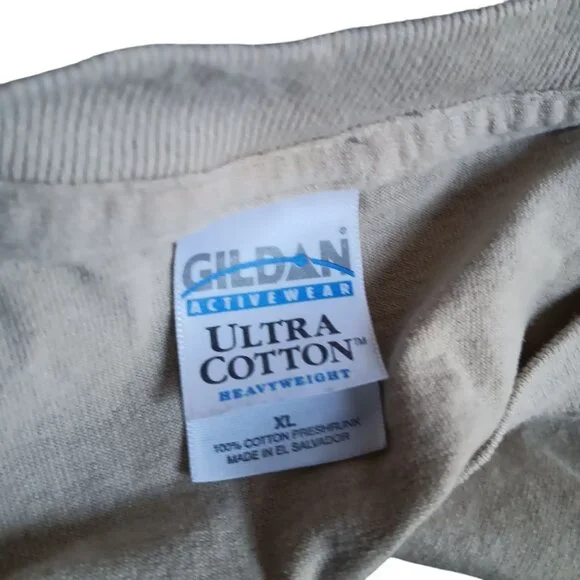 GILDAN
ACTIVEWEAR
ULTRA
COTTON™
HEAVYWEIGHT
XL
100% COTTON PRESHRUNK
MADE IN EL SALVADOR